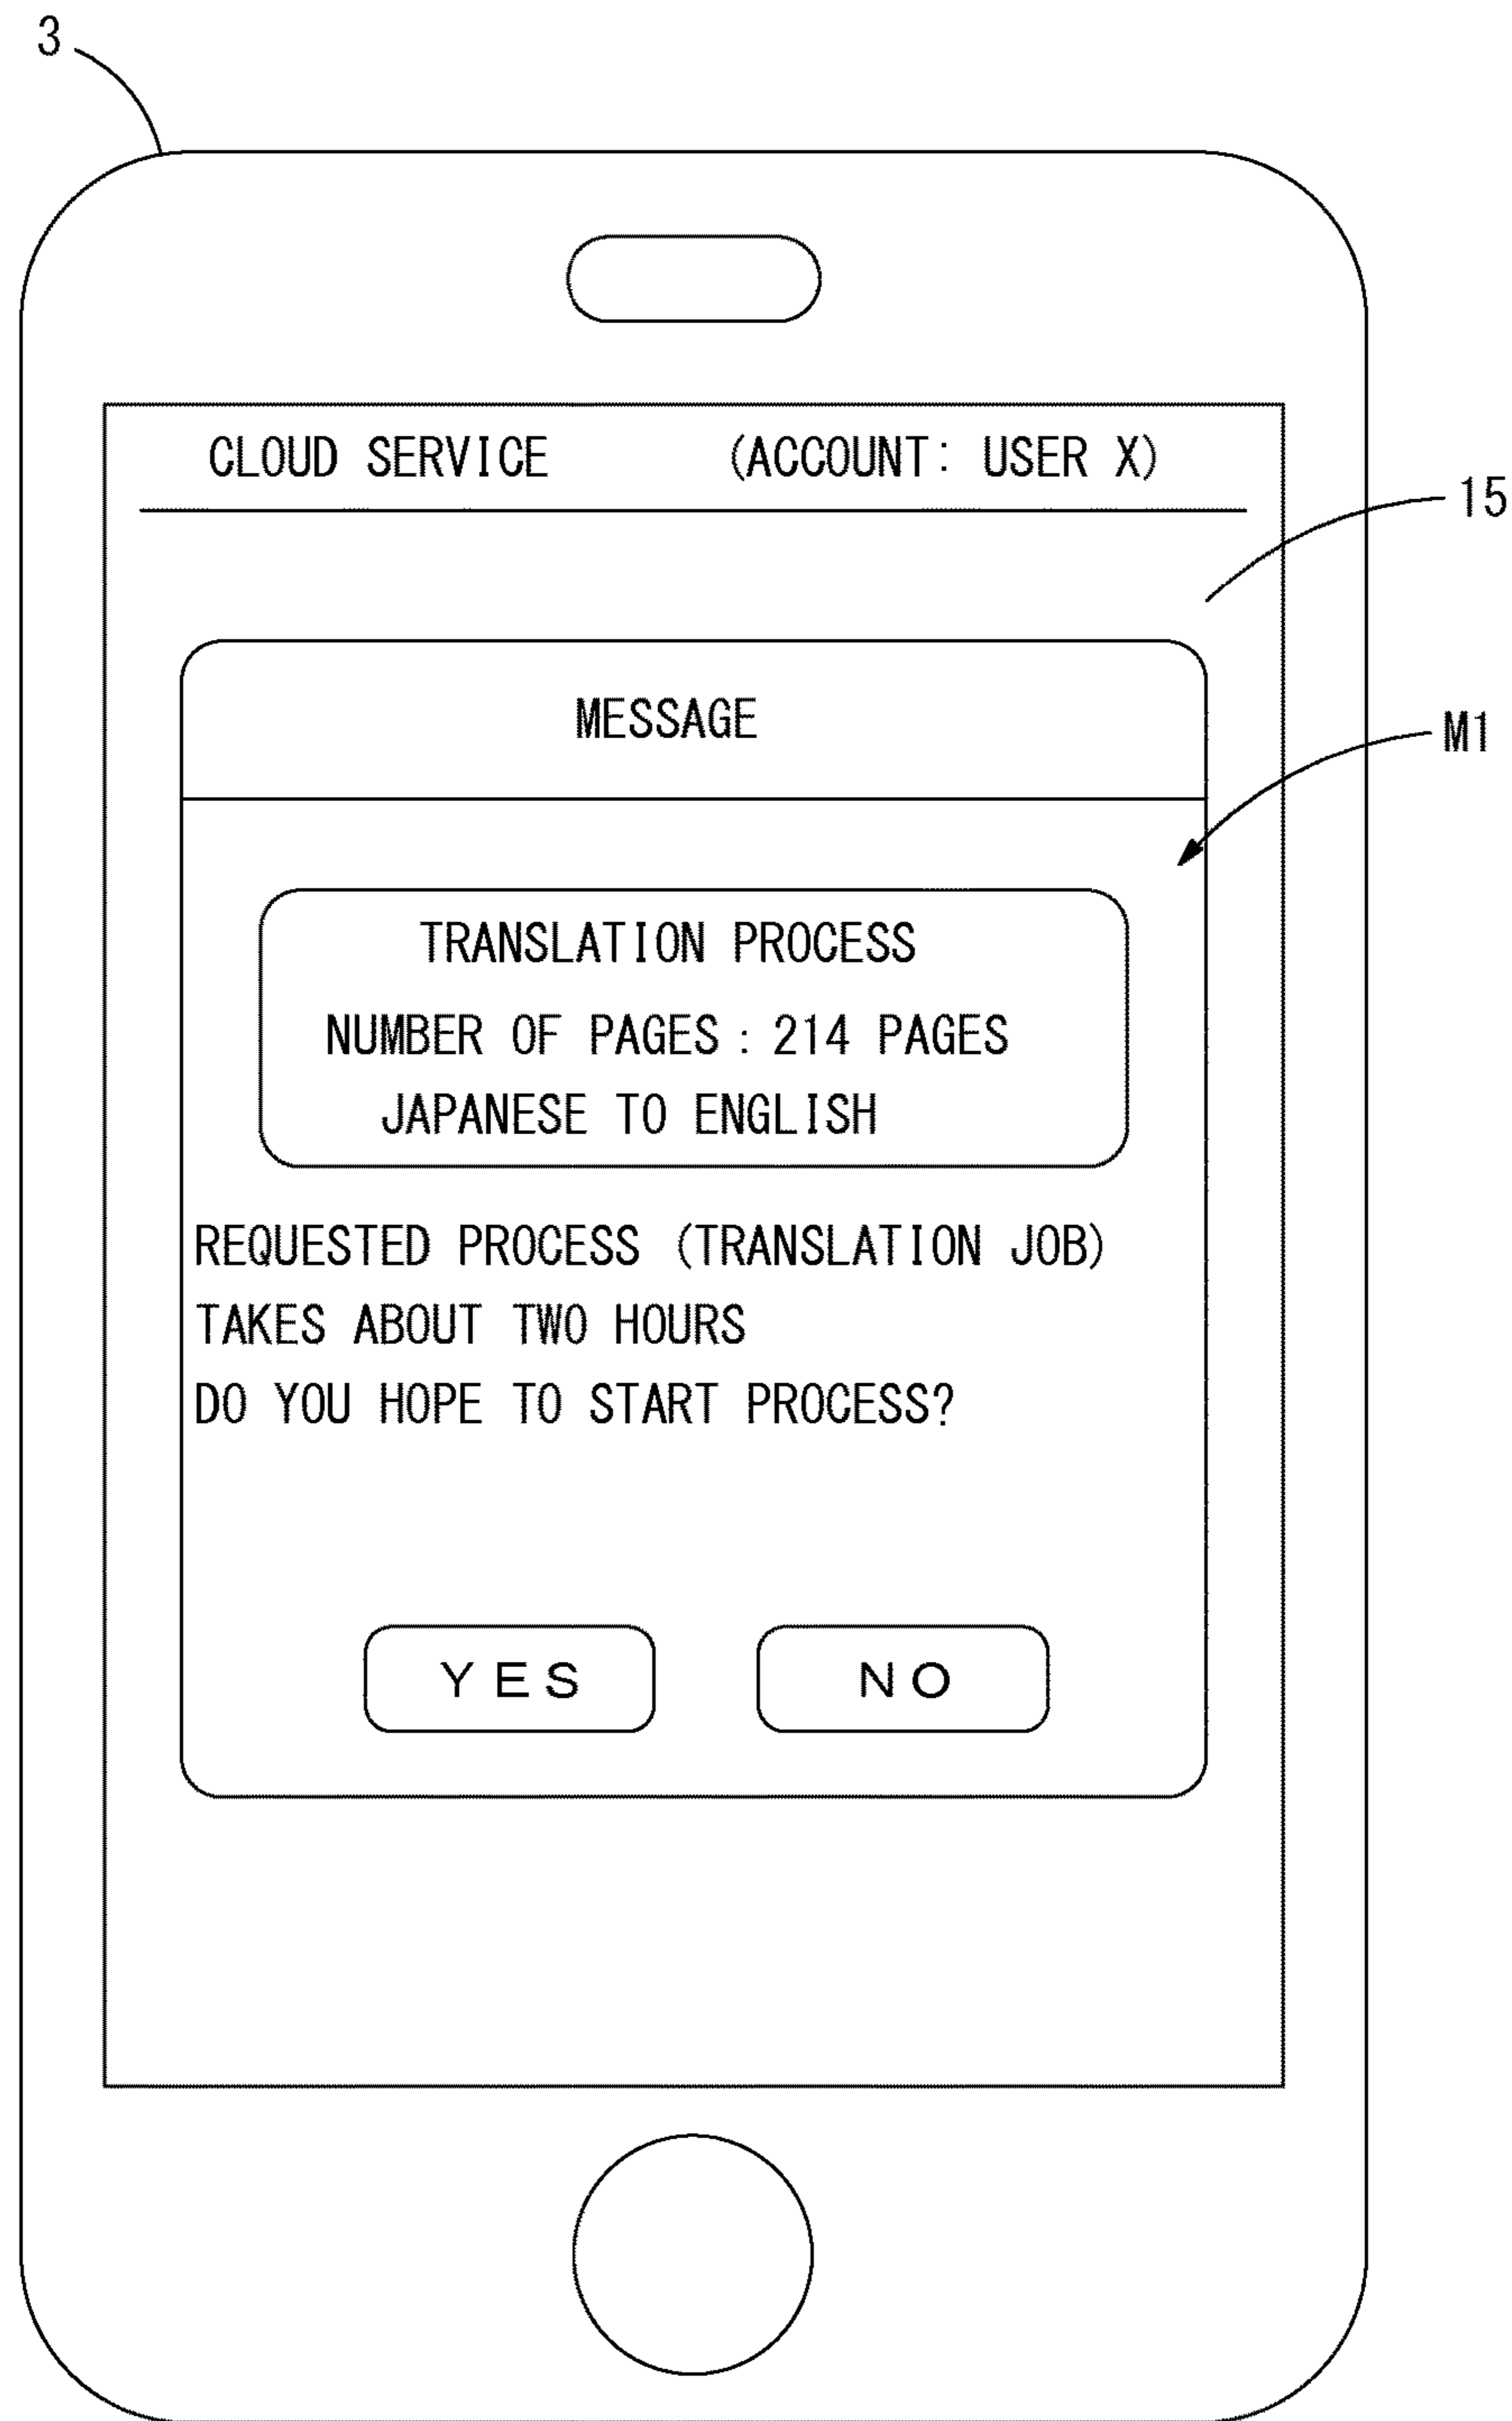 3
CLOUD SERVICE (ACCOUNT: USER X)
15
MESSAGE
M1
TRANSLATION PROCESS
NUMBER OF PAGES : 214 PAGES
JAPANESE TO ENGLISH
REQUESTED PROCESS (TRANSLATION JOB)
TAKES ABOUT TWO HOURS
DO YOU HOPE TO START PROCESS?
YES NO